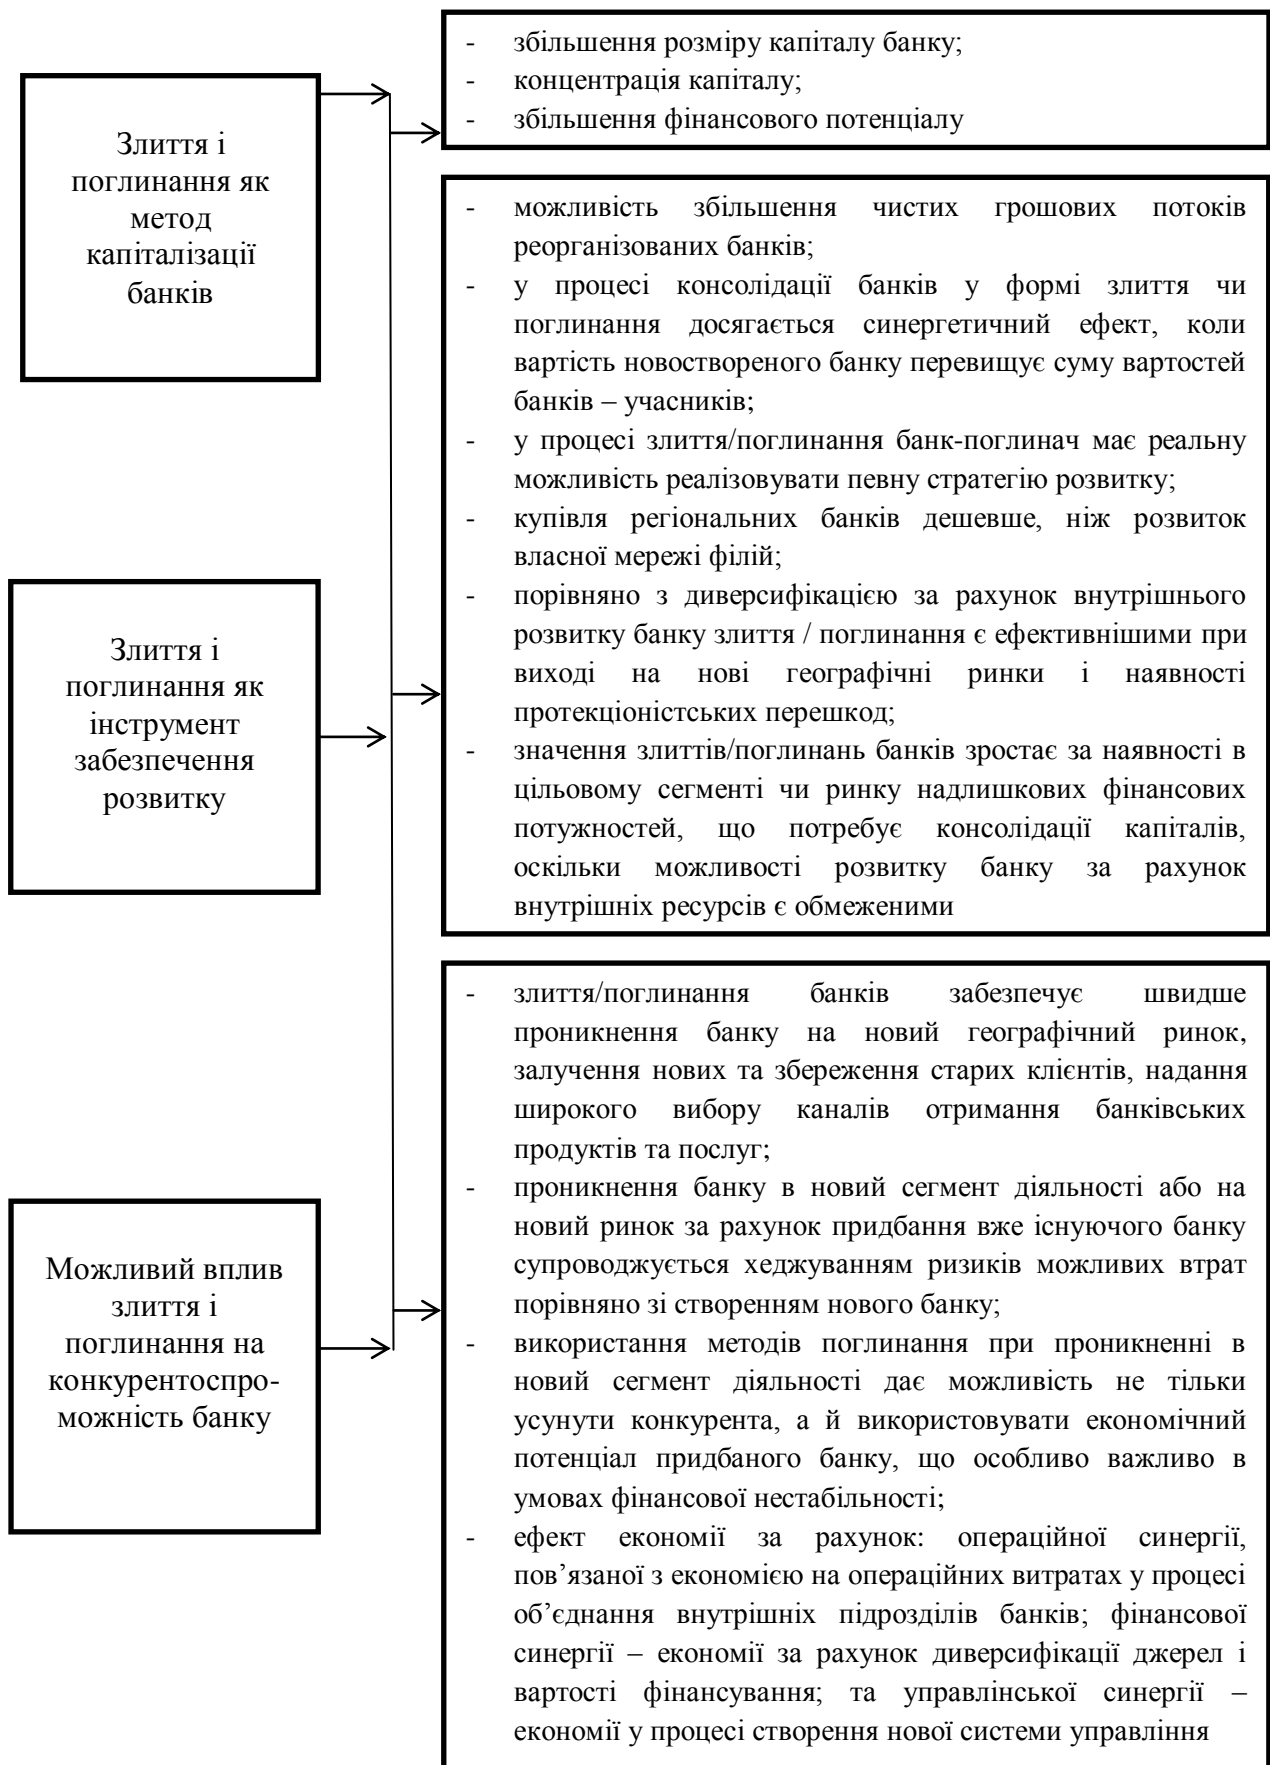 Злиття і
поглинання як
метод
капіталізації
банків
- збільшення розміру капіталу банку;
- концентрація капіталу;
- збільшення фінансового потенціалу
Злиття і
поглинання як
інструмент
забезпечення
розвитку
- можливість збільшення чистих грошових потоків
реорганізованих банків;
- у процесі консолідації банків у формі злиття чи
поглинання досягається синергетичний ефект, коли
вартість новоствореного банку перевищує суму вартостей
банків – учасників;
- у процесі злиття/поглинання банк-поглинач має реальну
можливість реалізовувати певну стратегію розвитку;
- купівля регіональних банків дешевше, ніж розвиток
власної мережі філій;
- порівняно з диверсифікацією за рахунок внутрішнього
розвитку банку злиття / поглинання є ефективнішими при
виході на нові географічні ринки і наявності
протекціоністських перешкод;
- значення злиттів/поглинань банків зростає за наявності в
цільовому сегменті чи ринку надлишкових фінансових
потужностей, що потребує консолідації капіталів,
оскільки можливості розвитку банку за рахунок
внутрішніх ресурсів є обмеженими
Можливий вплив
злиття і
поглинання на
конкурентоспро-
можність банку
- злиття/поглинання банків забезпечує швидше
проникнення банку на новий географічний ринок,
залучення нових та збереження старих клієнтів, надання
широкого вибору каналів отримання банківських
продуктів та послуг;
- проникнення банку в новий сегмент діяльності або на
новий ринок за рахунок придбання вже існуючого банку
супроводжується хеджуванням ризиків можливих втрат
порівняно зі створенням нового банку;
- використання методів поглинання при проникненні в
новий сегмент діяльності дає можливість не тільки
усунути конкурента, а й використовувати економічний
потенціал придбаного банку, що особливо важливо в
умовах фінансової нестабільності;
- ефект економії за рахунок: операційної синергії,
пов’язаної з економією на операційних витратах у процесі
об’єднання внутрішніх підрозділів банків; фінансової
синергії – економії за рахунок диверсифікації джерел і
вартості фінансування; та управлінської синергії –
економії у процесі створення нової системи управління